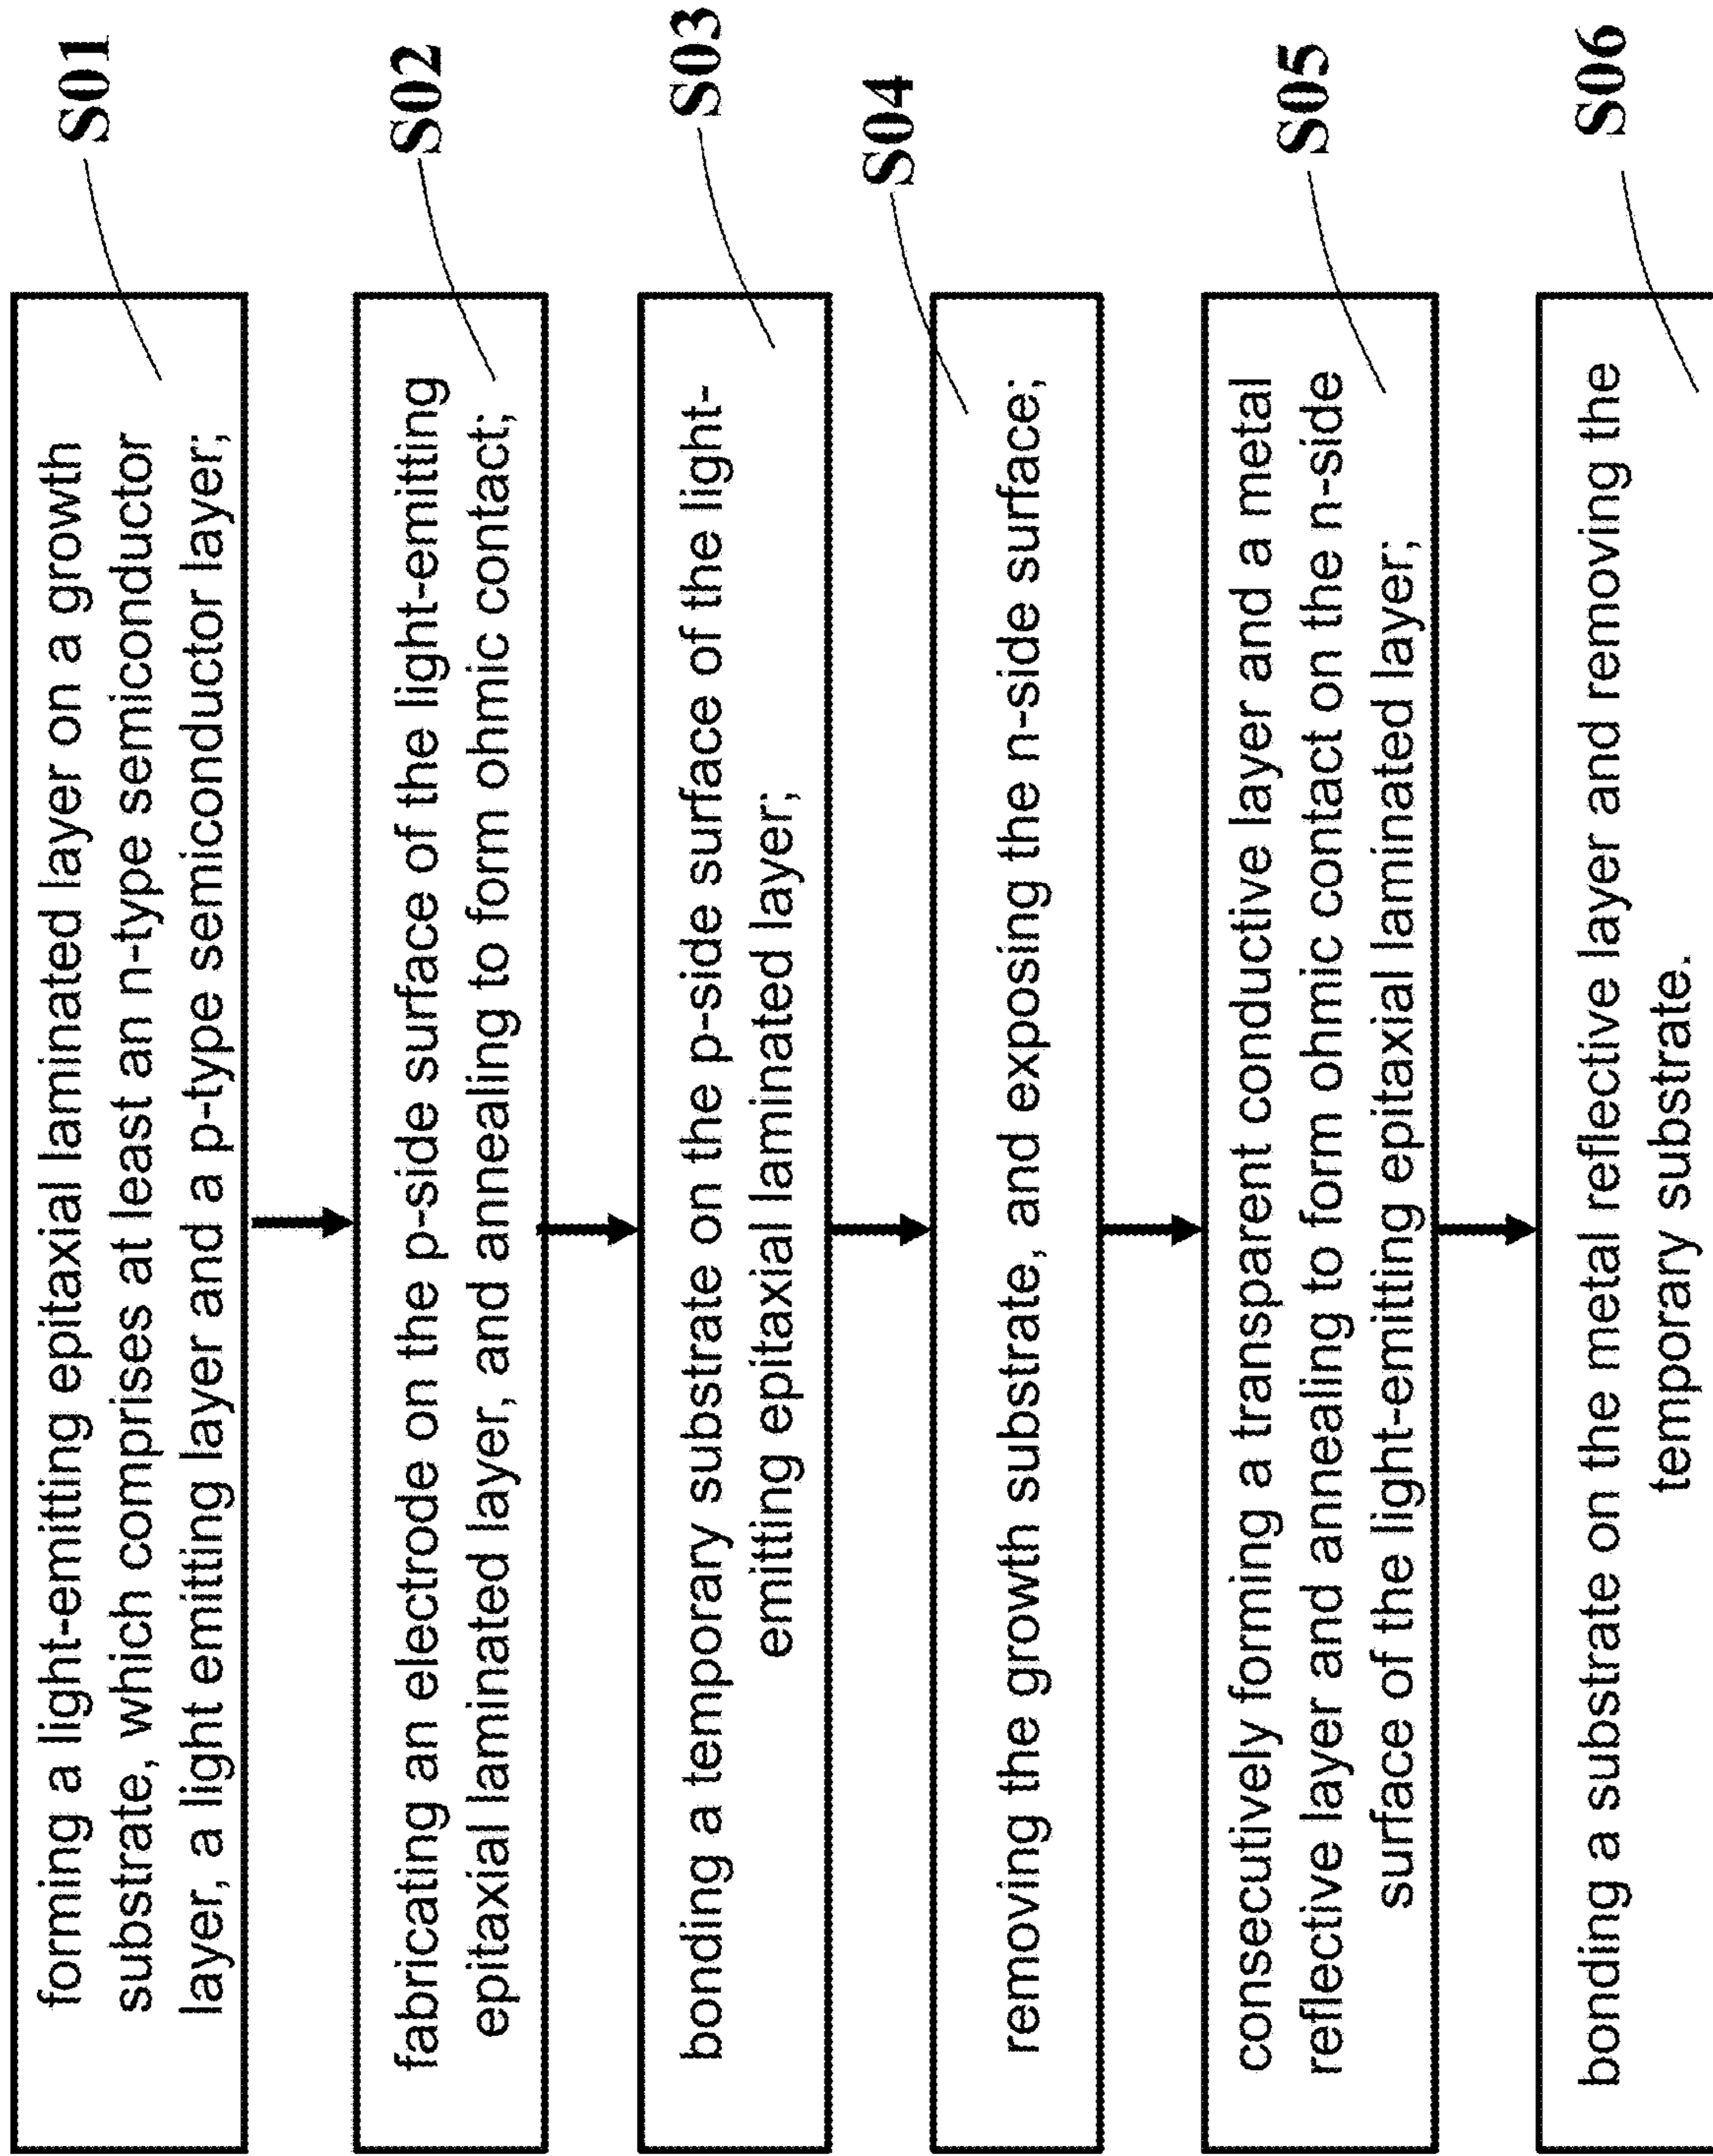 S01
forming a light-emitting epitaxial laminated layer on a growth
substrate, which comprises at least an n-type semiconductor
layer, a light emitting layer and a p-type semiconductor layer;
S02
fabricating an electrode on the p-side surface of the light-emitting
epitaxial laminated layer, and annealing to form ohmic contact;
S03
bonding a temporary substrate on the p-side surface of the light-
emitting epitaxial laminated layer;
S04
removing the growth substrate, and exposing the n-side surface;
S05
consecutively forming a transparent conductive layer and a metal
reflective layer and annealing to form ohmic contact on the n-side
surface of the light-emitting epitaxial laminated layer;
S06
bonding a substrate on the metal reflective layer and removing the
temporary substrate.